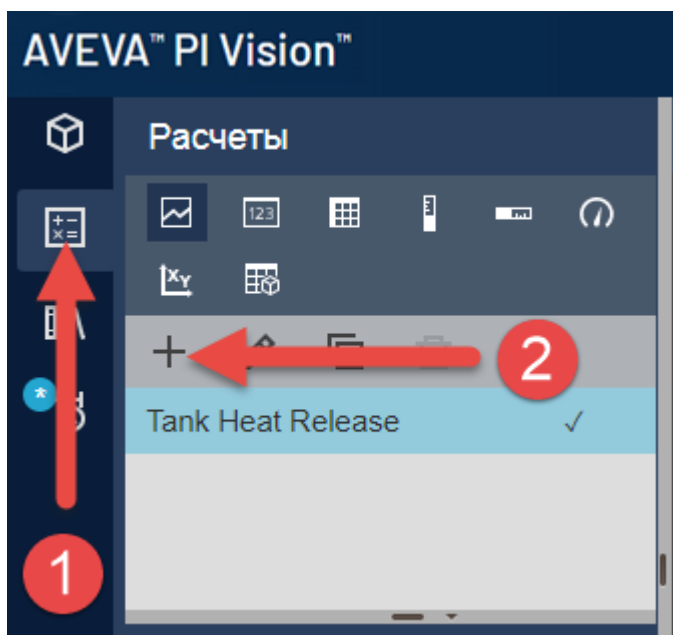 AVEVA™ PI Vision™
Расчеты
123
XY
2
Tank Heat Release
1